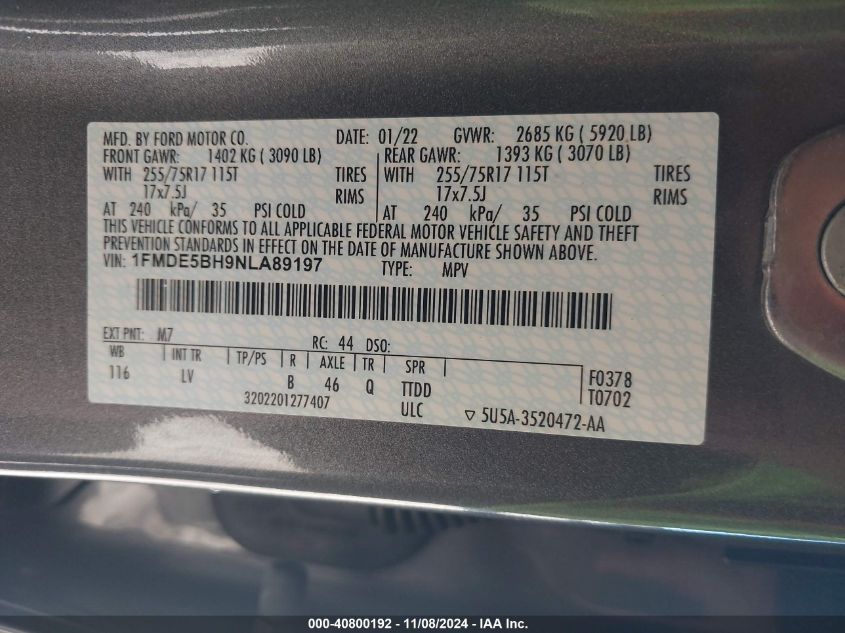 MFD. BY FORD MOTOR CO. DATE: 01/22 GVWR: 2685 KG ( 5920 LB)
FRONT GAWR: 1402 KG ( 3090 LB) REAR GAWR: 1393 KG ( 3070 LB)
WITH 255/75R17 115T TIRES WITH 255/75R17 115T TIRES
17x7.5J RIMS 17x7.5J RIMS
AT 240 kPa/ 35 PSI COLD AT 240 kPa/ 35 PSI COLD
THIS VEHICLE CONFORMS TO ALL APPLICABLE FEDERAL MOTOR VEHICLE SAFETY AND THEFT
PREVENTION STANDARDS IN EFFECT ON THE DATE OF MANUFACTURE SHOWN ABOVE.
VIN: 1FMDE5BH9NLA89197 TYPE: MPV
EXT PNT: M7 RC: 44 DSO:
WB INT TR TP/PS R AXLE TR SPR
116 LV B 46 Q TTDD F0378
3202201277407 ULC T0702
▽ 5U5A-3520472-AA
000-40800192 - 11/08/2024 - IAA Inc.